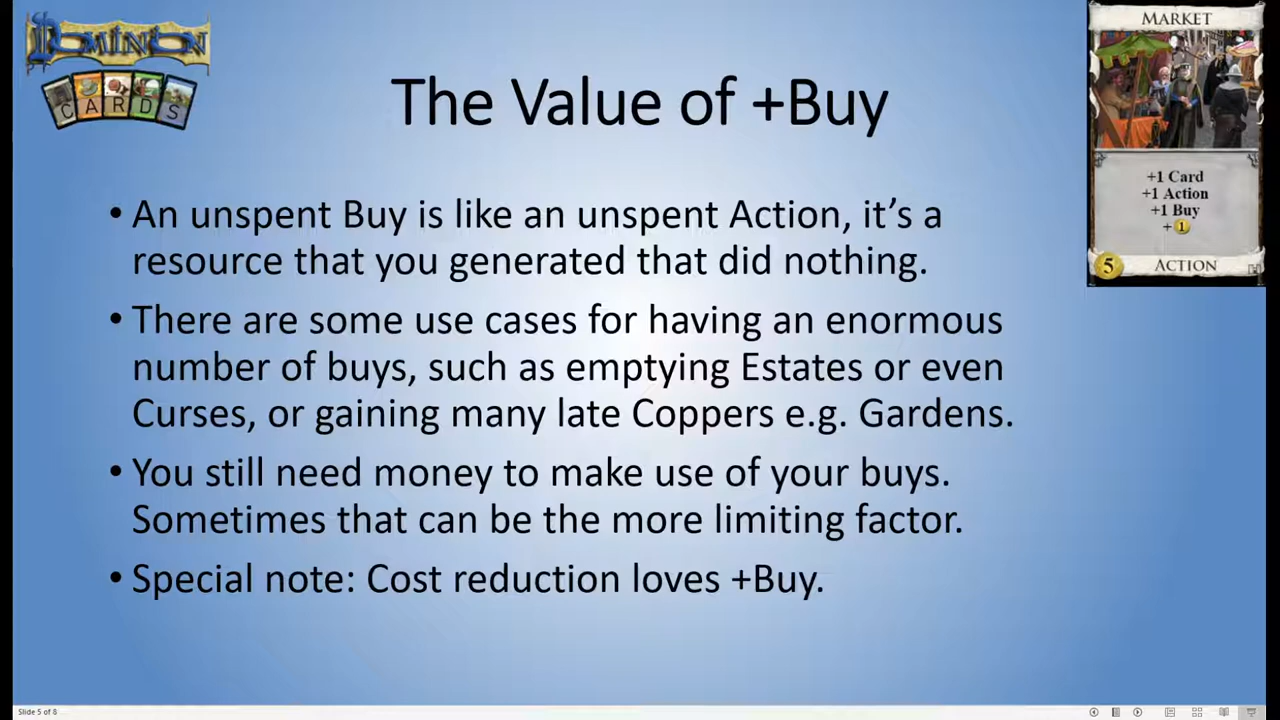 DOMINION
CARDS
The Value of +Buy
MARKET
+1 Card
+1 Action
+1 Buy
+ 1
5 ACTION
• An unspent Buy is like an unspent Action, it’s a
resource that you generated that did nothing.
• There are some use cases for having an enormous
number of buys, such as emptying Estates or even
Curses, or gaining many late Coppers e.g. Gardens.
• You still need money to make use of your buys.
Sometimes that can be the more limiting factor.
• Special note: Cost reduction loves +Buy.
Slide 5 of 8